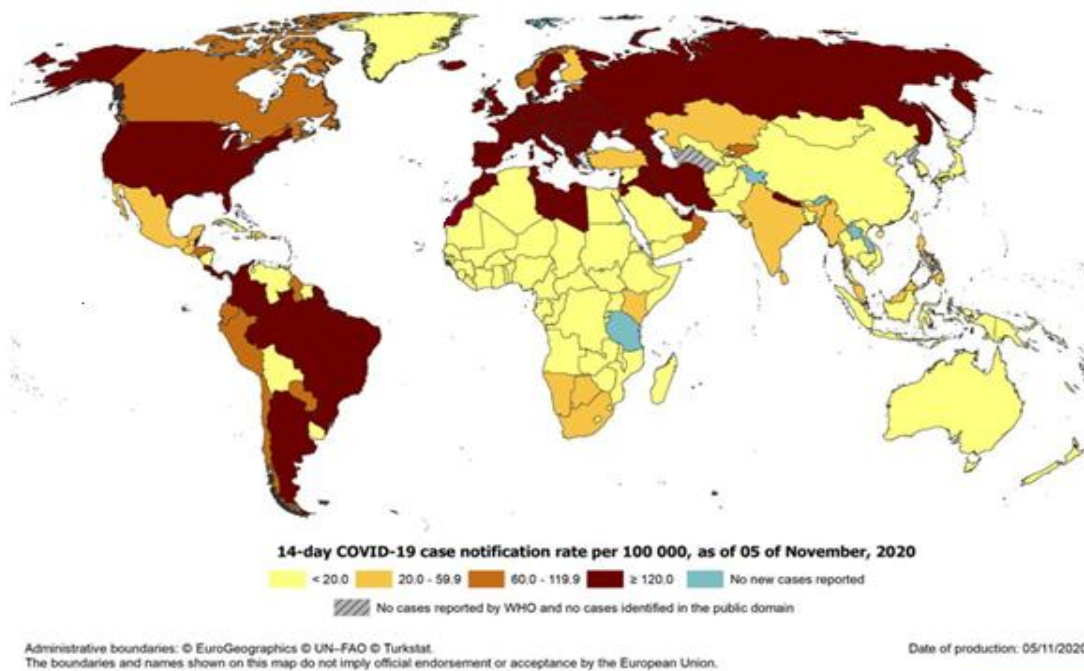 14-day COVID-19 case notification rate per 100 000, as of 05 of November, 2020
< 20.0 20.0 - 59.9 60.0 - 119.9 ≥ 120.0 No new cases reported
No cases reported by WHO and no cases identified in the public domain
Administrative boundaries: © EuroGeographics © UN–FAO © Turkstat. Date of production: 05/11/2020
The boundaries and names shown on this map do not imply official endorsement or acceptance by the European Union.